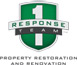 1
RESPONSE
TEAM
PROPERTY RESTORATION
AND RENOVATION